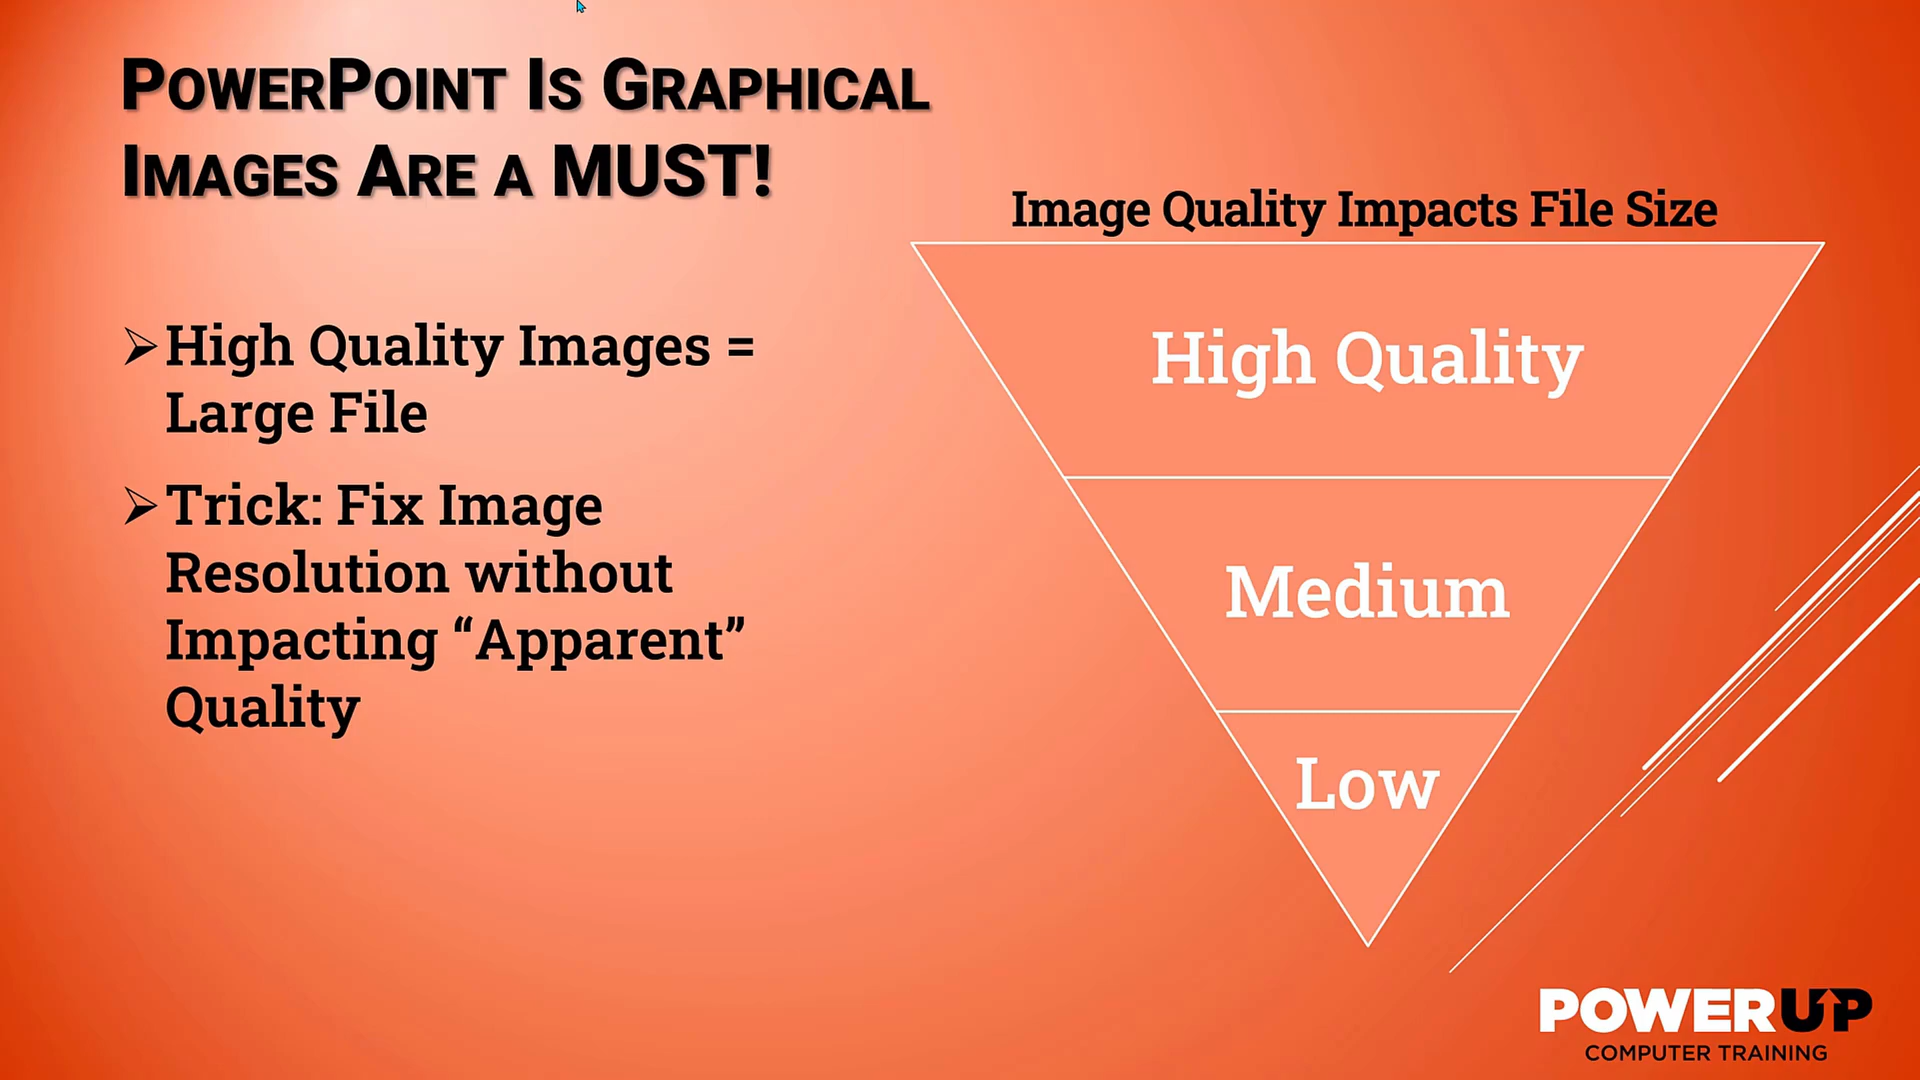 PowerPoint Is Graphical
Images Are a MUST!
High Quality Images =
Large File
Trick: Fix Image
Resolution without
Impacting “Apparent”
Quality
Image Quality Impacts File Size
High Quality
Medium
Low
POWERUP
COMPUTER TRAINING